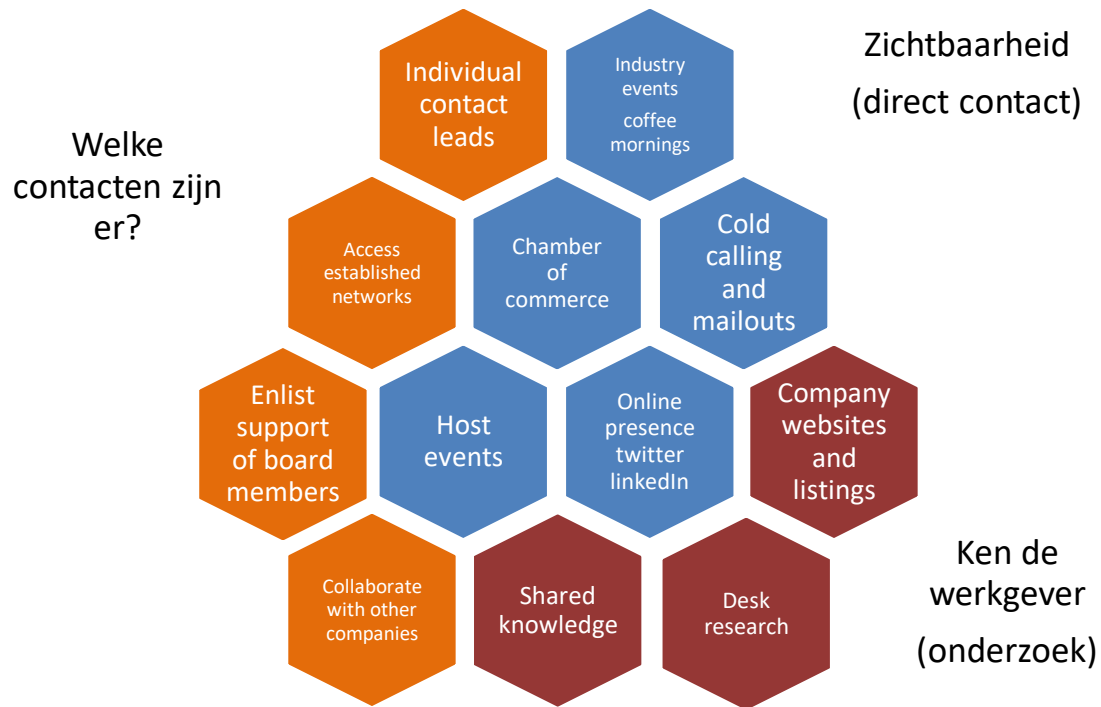 Individual
contact
leads
Industry
events
coffee
mornings
Zichtbaarheid
(direct contact)
Welke
contacten zijn
er?
Access
established
networks
Chamber
of
commerce
Cold
calling
and
mailouts
Enlist
support
of board
members
Host
events
Online
presence
twitter
linkedIn
Company
websites
and
listings
Collaborate
with other
companies
Shared
knowledge
Desk
research
Ken de
werkgever
(onderzoek)